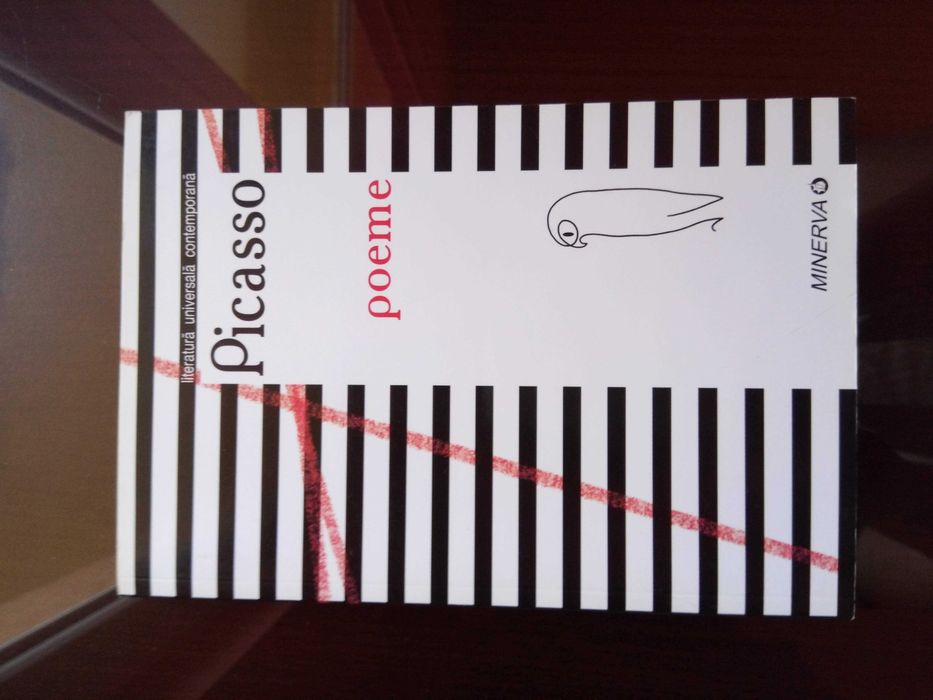 literatură universală contemporană
Picasso
poeme
MINERVA